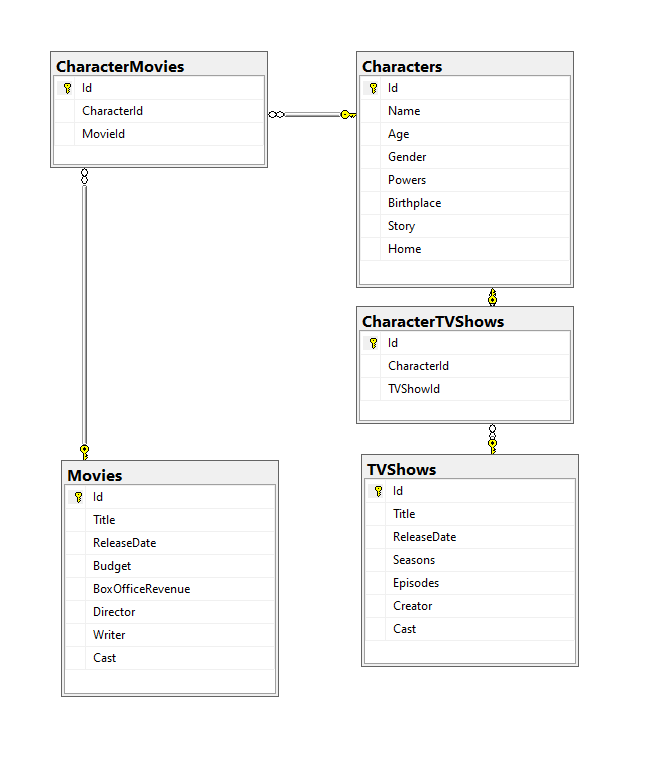 CharacterMovies
Id
CharacterId
MovieId
Characters
Id
Name
Age
Gender
Powers
Birthplace
Story
Home
CharacterTVShows
Id
CharacterId
TVShowId
Movies
Id
Title
ReleaseDate
Budget
BoxOfficeRevenue
Director
Writer
Cast
TVShows
Id
Title
ReleaseDate
Seasons
Episodes
Creator
Cast